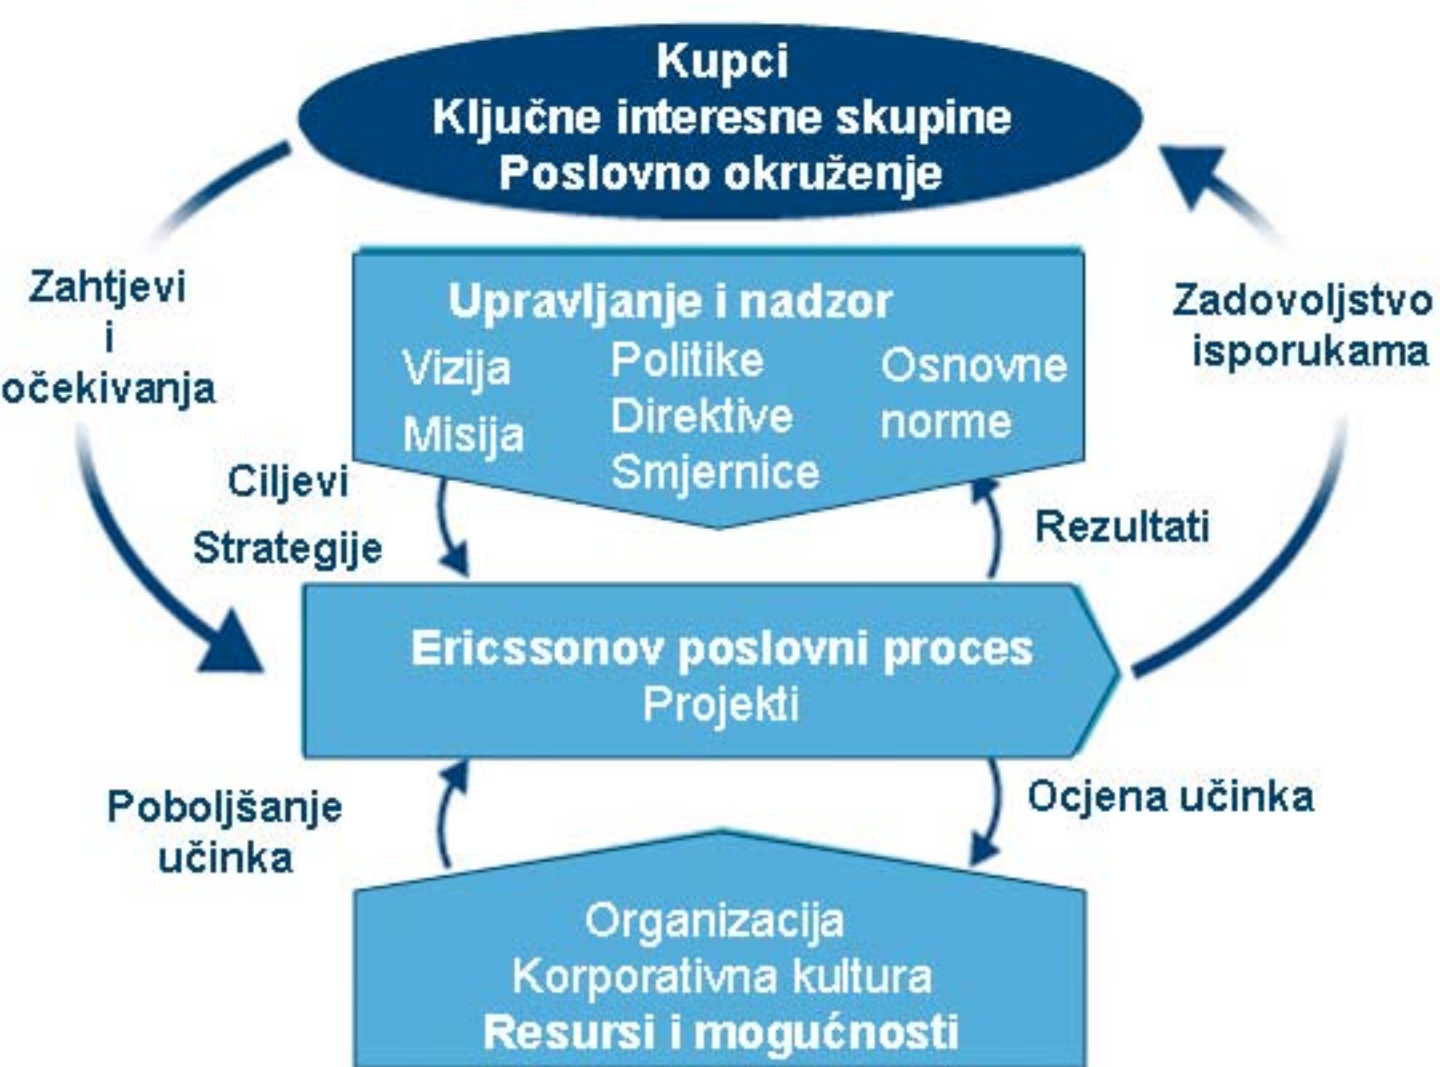 Kupci
Ključne interesne skupine
Poslovno okruženje
Zahtjevi
i
očekivanja
Zadovoljstvo
isporukama
Upravljanje i nadzor
Vizija
Misija
Politike
Direktive
Smjernice
Osnovne
norme
Ciljevi
Strategije
Rezultati
Ericssonov poslovni proces
Projekti
Poboljšanje
učinka
Ocjena učinka
Organizacija
Korporativna kultura
Resursi i mogućnosti